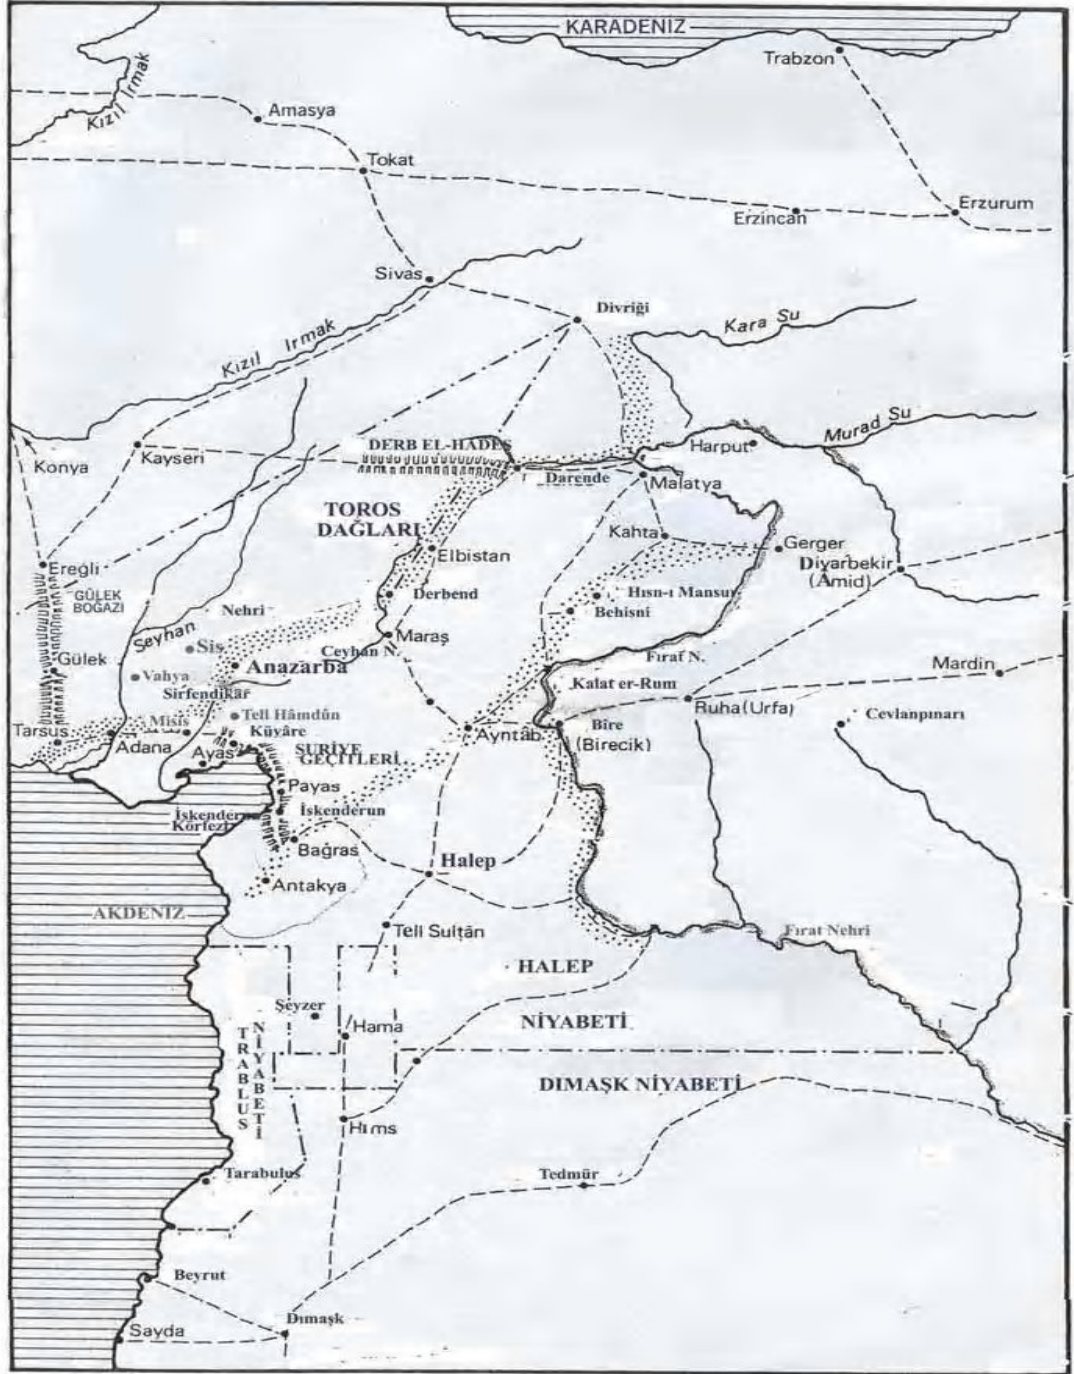 KARADENIZ
Trabzon
Kızıl Irmak
Amasya
Tokat
Erzincan
Erzurum
Sivas
Divriği
Kara Su
Kızıl Irmak
Murad Su
DERB EL-HADES
Harput
Konya
Kayseri
Darende
Malatya
TOROS
DAĞLARI
Kahta
Gerger
Elbistan
Diyarbekir
(Âmid)
Ereğli
GÜLEK
BOĞAZI
Nehri
Derbend
Hısn-ı Mansur
Behisni
Seyhan
Sis
Maraş
Ceyhan N.
Fıraf N.
Gülek
Anazarba
Vahya
Sirfendikâr
Kalat er-Rum
Mardin
Misis
Tell Hâmdûn
Ruha (Urfa)
Cevlanpınarı
Tarsus
Adana
Küyâre
Ayas
SURİYE
GEÇİTLERİ
Ayntâb
Bîre
(Birecik)
Payas
İskenderun
Körfezi
İskenderun
Bağras
Halep
Antakya
AKDENİZ
Tell Sulţān
Fırat Nehri
HALEP
Şeyzer
NİYABETİ
Hama
TRABLUS
NİYABETİ
DIMAŞK NİYABETİ
Hıms
Tarabulus
Tedmür
Beyrut
Dımaşk
Sayda